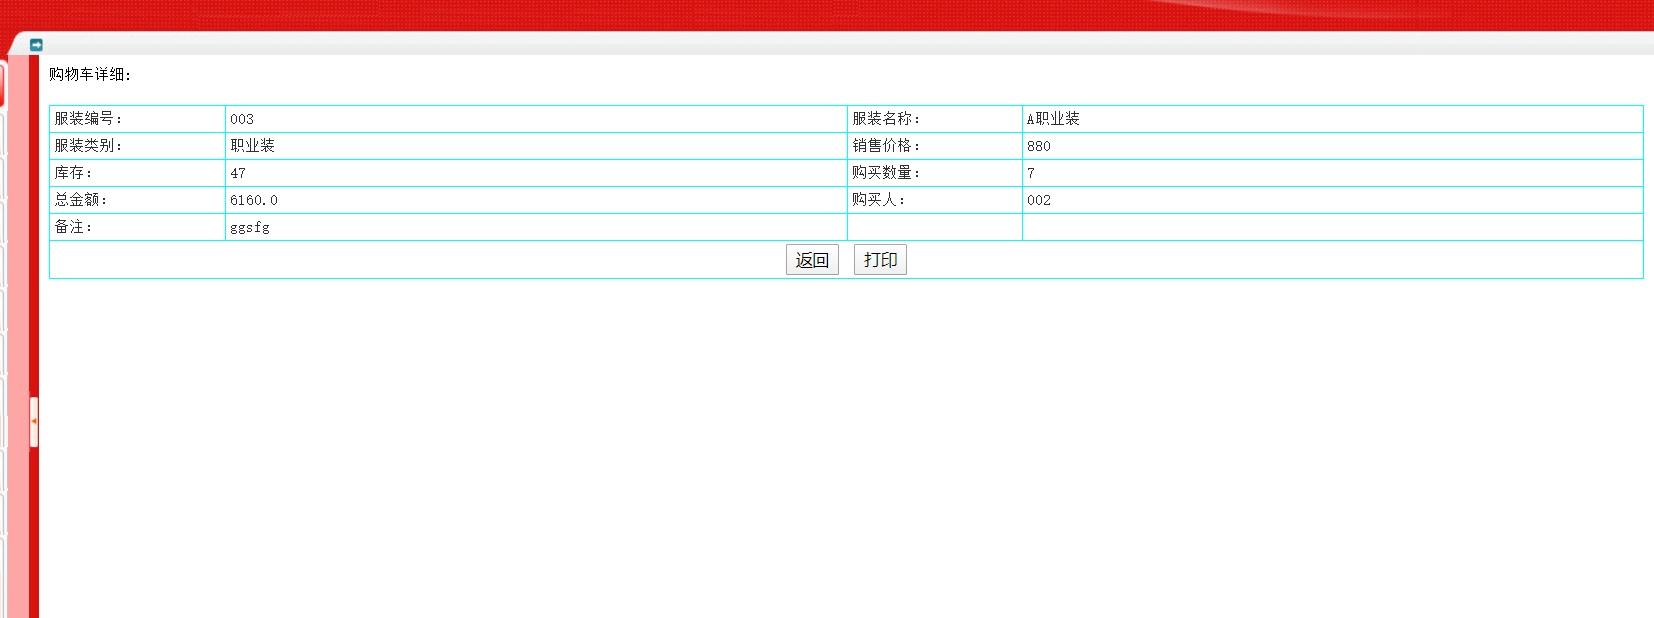 购物车详细：
服装编号： 003 服装名称： A职业装
服装类别： 职业装 销售价格： 880
库存： 47 购买数量： 7
总金额： 6160.0 购买人： 002
备注： ggsfg
返回 打印